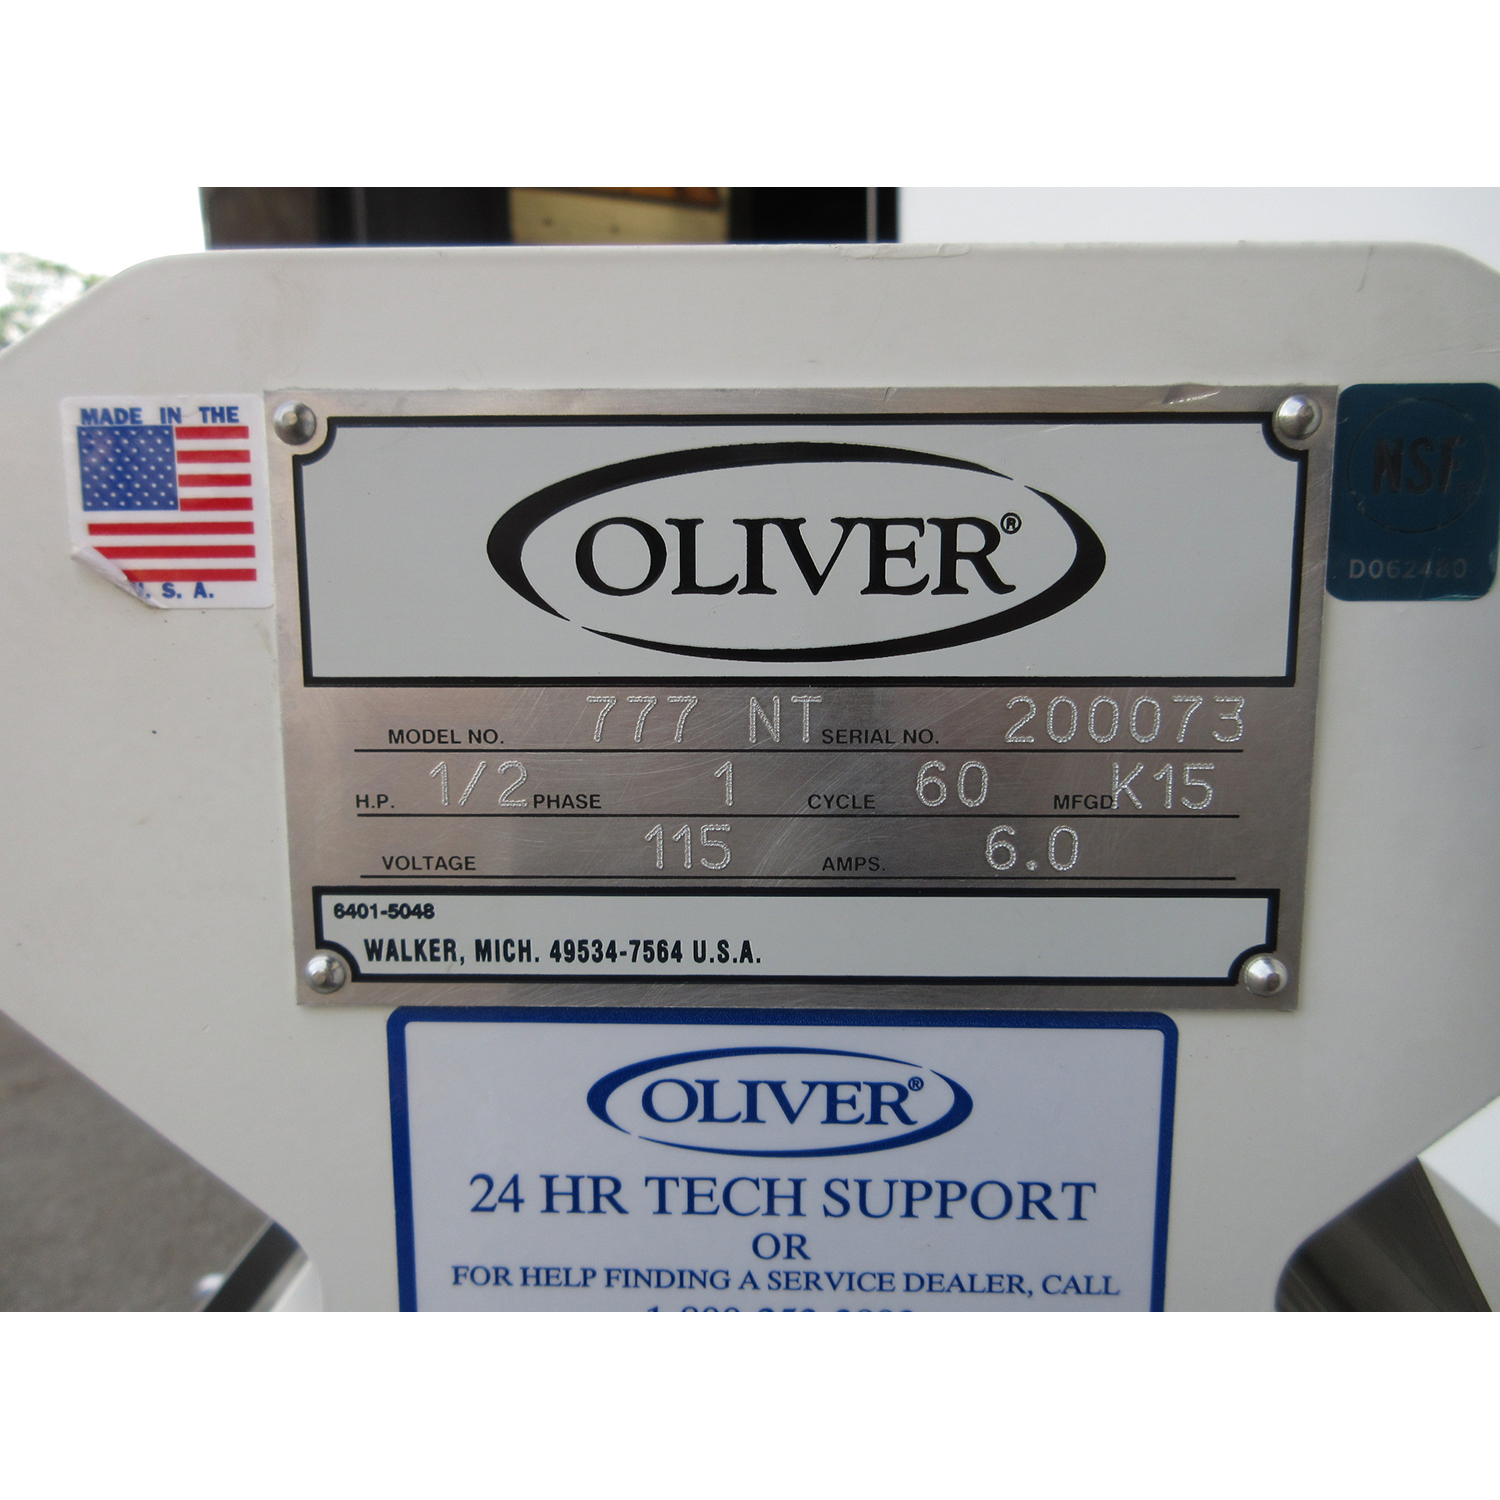 MADE IN THE
U. S. A.
OLIVER®
NSF
D062480
MODEL NO. 777 NT SERIAL NO. 200073
H.P. 1/2 PHASE 1 CYCLE 60 MFGD K15
VOLTAGE 115 AMPS. 6.0
6401-5048
WALKER, MICH. 49534-7564 U.S.A.
OLIVER®
24 HR TECH SUPPORT
OR
FOR HELP FINDING A SERVICE DEALER, CALL